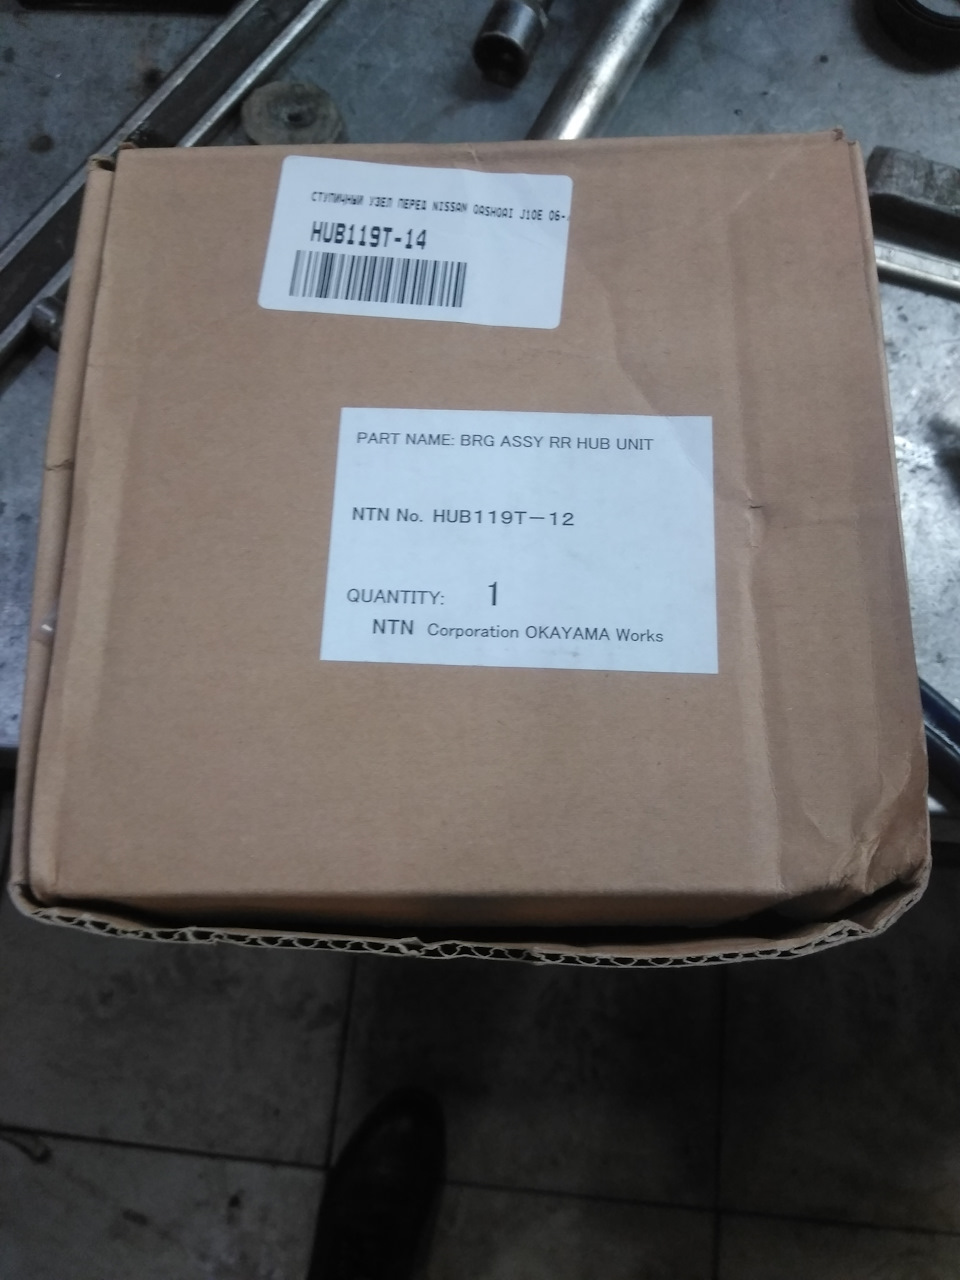 СТУПИЧНЫЙ УЗЕЛ ПЕРЕД NISSAN QASHQAI J10E 06-
HUB119T-14
PART NAME: BRG ASSY RR HUB UNIT
NTN No. HUB119T-12
QUANTITY: 1
NTN Corporation OKAYAMA Works